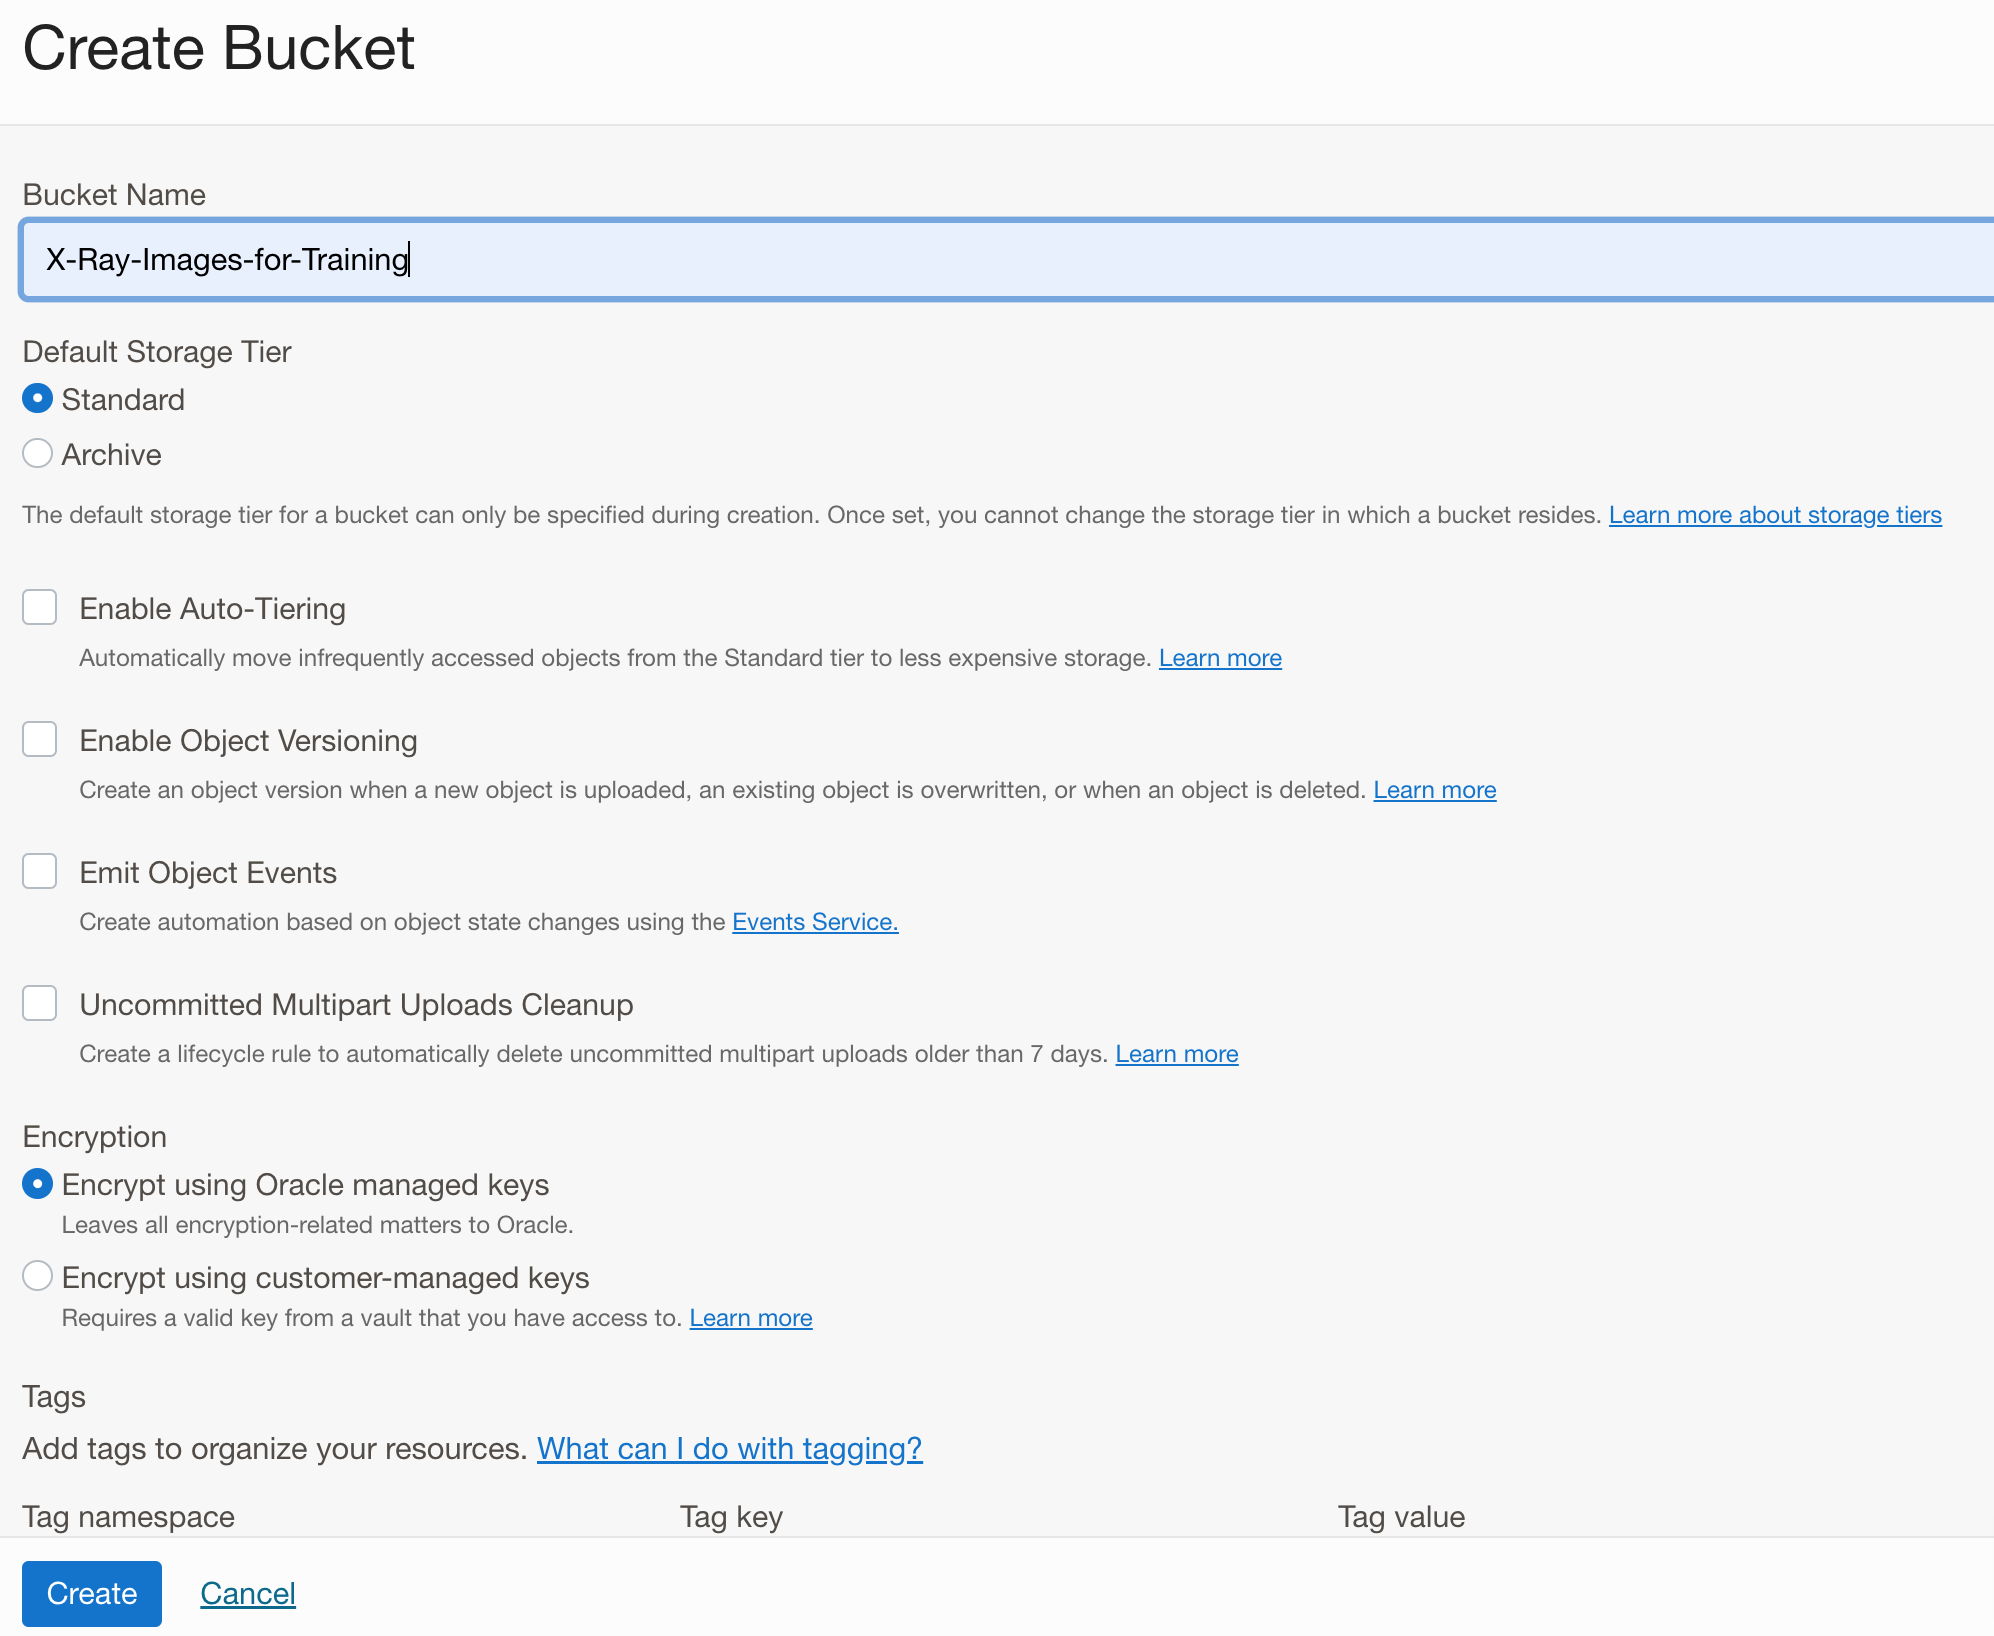 Create Bucket
Bucket Name
X-Ray-Images-for-Training
Default Storage Tier
Standard
Archive
The default storage tier for a bucket can only be specified during creation. Once set, you cannot change the storage tier in which a bucket resides. Learn more about storage tiers
Enable Auto-Tiering
Automatically move infrequently accessed objects from the Standard tier to less expensive storage. Learn more
Enable Object Versioning
Create an object version when a new object is uploaded, an existing object is overwritten, or when an object is deleted. Learn more
Emit Object Events
Create automation based on object state changes using the Events Service.
Uncommitted Multipart Uploads Cleanup
Create a lifecycle rule to automatically delete uncommitted multipart uploads older than 7 days. Learn more
Encryption
Encrypt using Oracle managed keys
Leaves all encryption-related matters to Oracle.
Encrypt using customer-managed keys
Requires a valid key from a vault that you have access to. Learn more
Tags
Add tags to organize your resources. What can I do with tagging?
Tag namespace Tag key Tag value
Create Cancel